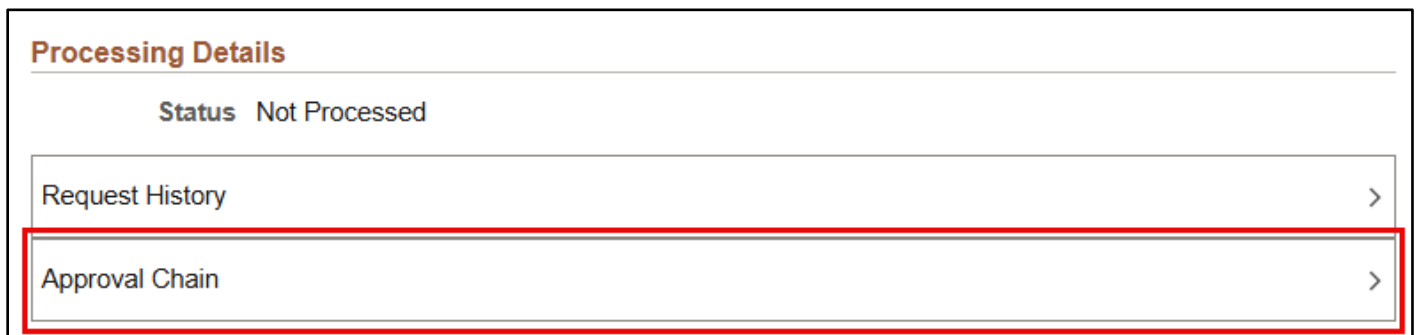 Processing Details
Status Not Processed
Request History
Approval Chain